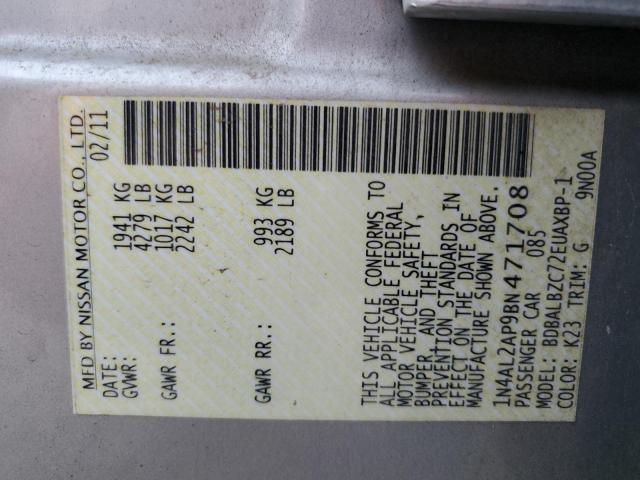 MFD BY NISSAN MOTOR CO., LTD.
DATE: 02/11
GVWR: 1941 KG
4279 LB
GAWR FR.: 1017 KG
2242 LB
GAWR RR.: 993 KG
2189 LB
THIS VEHICLE CONFORMS TO
ALL APPLICABLE FEDERAL
MOTOR VEHICLE SAFETY,
BUMPER, AND THEFT
PREVENTION STANDARDS IN
EFFECT ON THE DATE OF
MANUFACTURE SHOWN ABOVE.
1N4AL2AP9BN471708
PASSENGER CAR 085
MODEL: BDBALBZC72EUAXBP-1
COLOR: K23 TRIM: G 9N00A